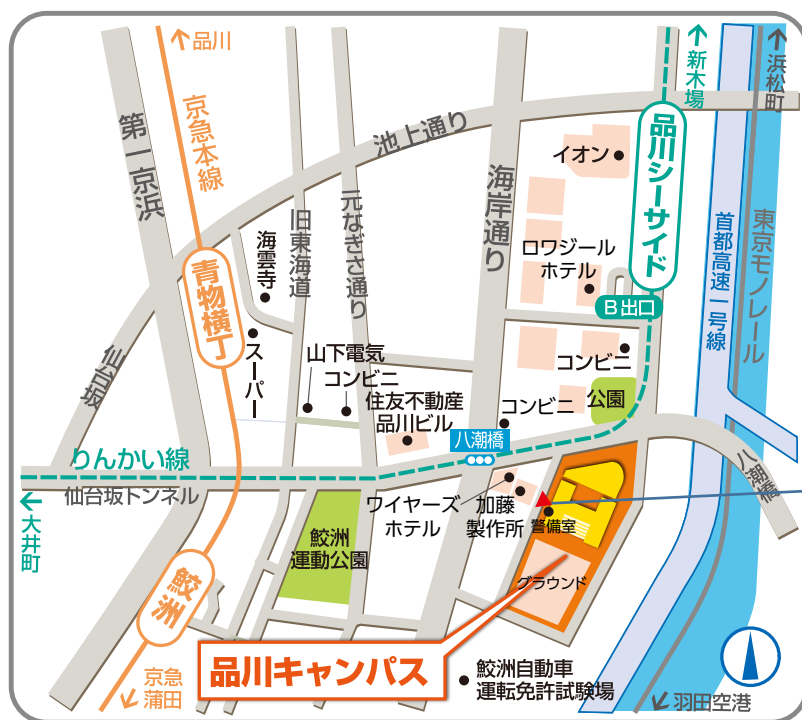 品川
京急本線
第一京浜
池上通り
海岸通り
新木場
浜松町
イオン
品川シーサイド
首都高速一号線
東京モノレール
旧東海道
元なぎさ通り
海雲寺
ロワジール
ホテル
B出口
青物横丁
仙台坂
スーパー
山下電気
コンビニ
住友不動産
品川ビル
コンビニ
コンビニ
公園
八潮橋
りんかい線
仙台坂トンネル
大井町
ワイヤーズ
ホテル
加藤
製作所
警備室
八潮橋
鮫洲
運動公園
グラウンド
鮫洲
品川キャンパス
京急
蒲田
鮫洲自動車
運転免許試験場
羽田空港